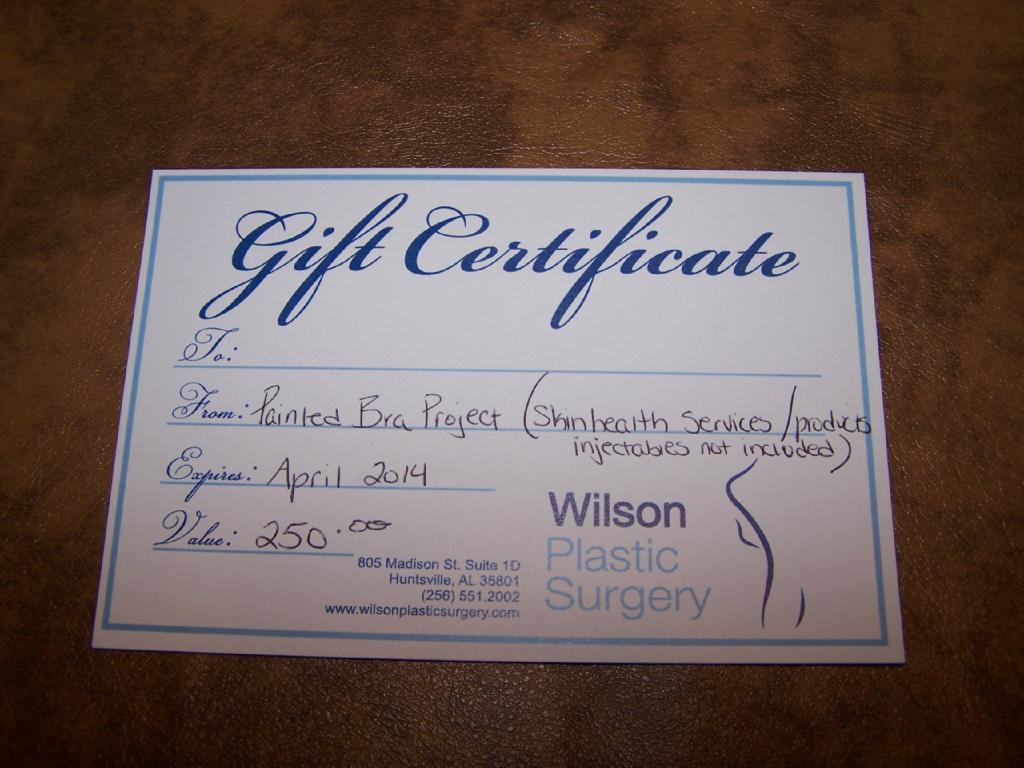 Gift Certificate
To:
From: Painted Bra Project (Skinhealth Services/products
injectables not included)
Expires: April 2014
Value: 250.00
805 Madison St. Suite 1D
Huntsville, AL 35801
(256) 551.2002
www.wilsonplasticsurgery.com
Wilson
Plastic
Surgery